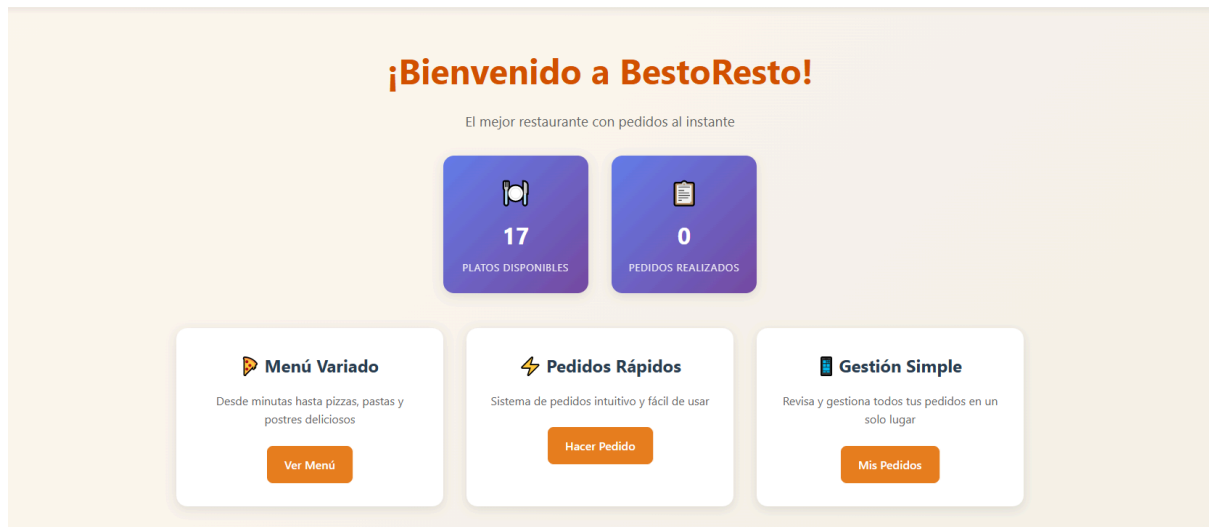 ¡Bienvenido a BestoResto!
El mejor restaurante con pedidos al instante
17
PLATOS DISPONIBLES
0
PEDIDOS REALIZADOS
Menú Variado
Desde minutas hasta pizzas, pastas y
postres deliciosos
Ver Menú
Pedidos Rápidos
Sistema de pedidos intuitivo y fácil de usar
Hacer Pedido
Gestión Simple
Revisa y gestiona todos tus pedidos en un
solo lugar
Mis Pedidos